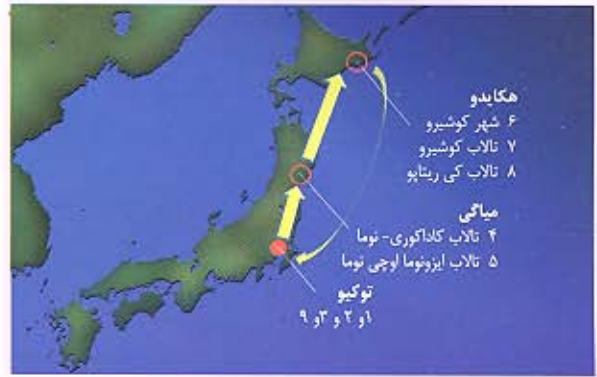 هکایدو
۶ شهر کوشیرو
۷ تالاب کوشیرو
۸ تالاب کی ریتاپو
میاگی
۴ تالاب کاداکوری- نوما
۵ تالاب ایزونوما اوچی نوما
توکیو
۱و ۲ و ۳و ۹